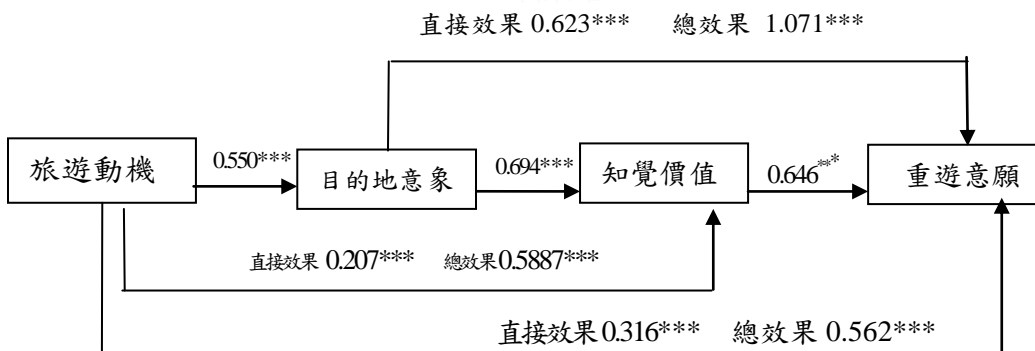 直接效果 0.623*** 總效果 1.071***
旅遊動機 0.550*** 目的地意象 0.694*** 知覺價值 0.646*** 重遊意願
直接效果 0.207*** 總效果0.5887***
直接效果0.316*** 總效果 0.562***